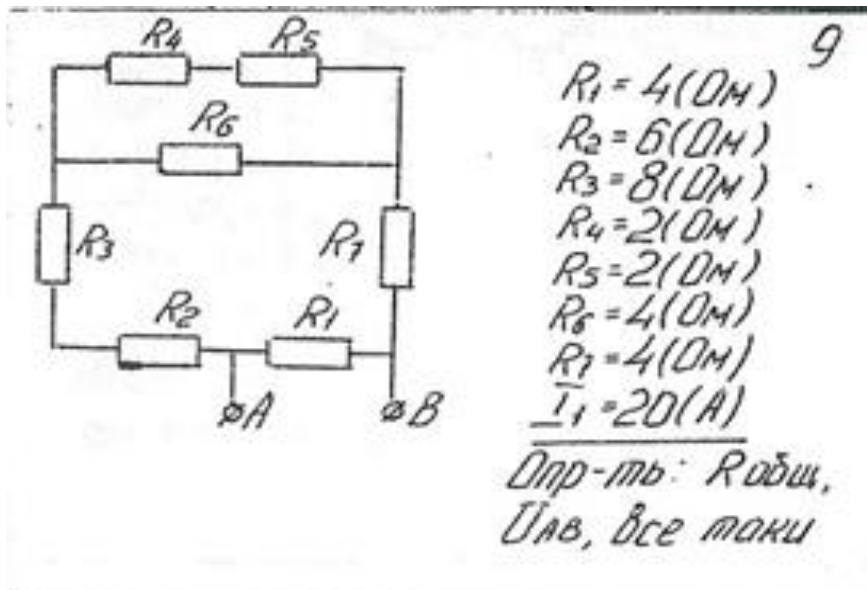 9
R4 R5
R6
R3 R7
R2 R1
A B
R1 = 4(Ом)
R2 = 6(Ом)
R3 = 8(Ом)
R4 = 2(Ом)
R5 = 2(Ом)
R6 = 4(Ом)
R7 = 4(Ом)
I1 = 20(А)
Опр-ть: Rобщ,
UАВ, все токи